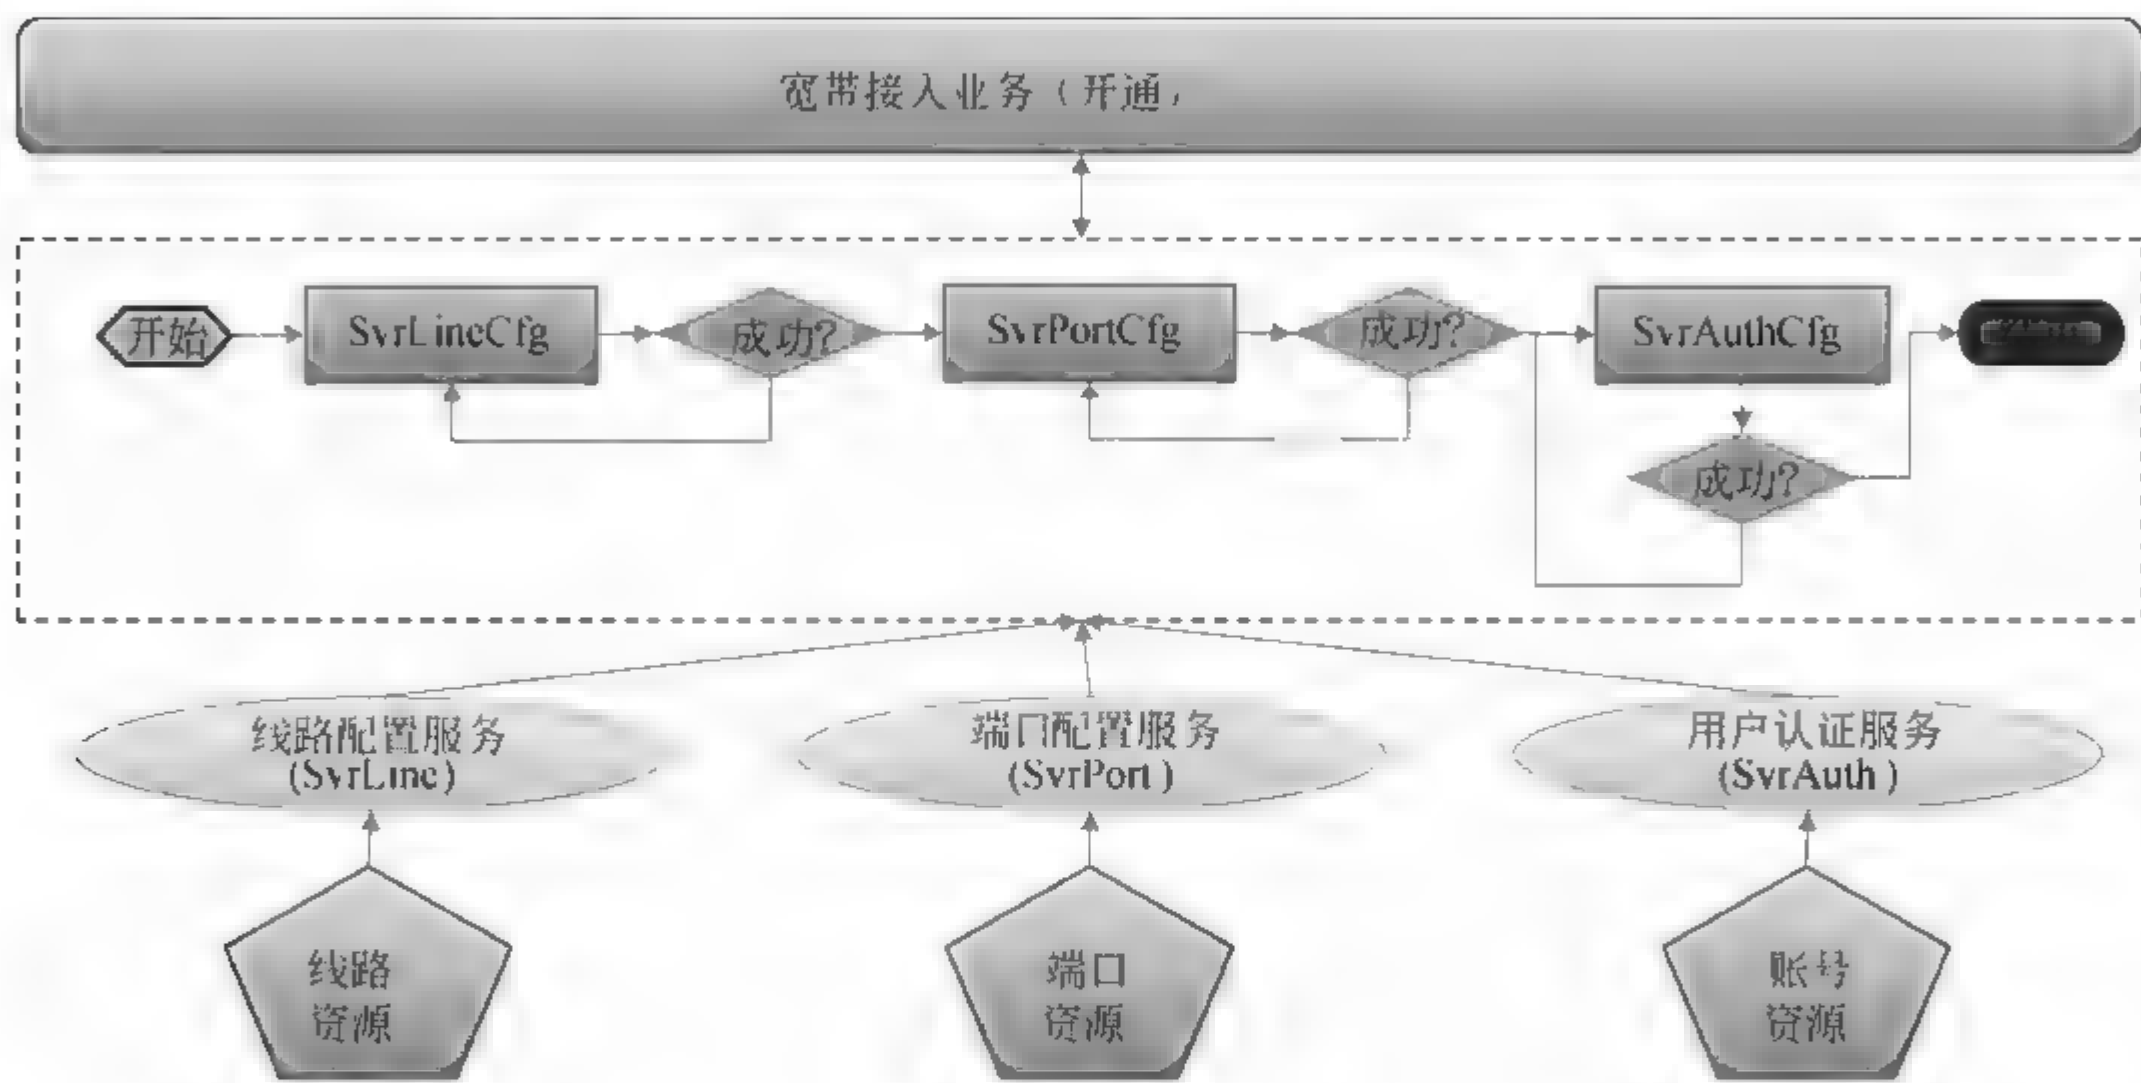 宽带接入业务（开通）
开始
SvrLineCfg
成功?
SvrPortCfg
成功?
SvrAuthCfg
成功?
线路配置服务
(SvrLine)
端口配置服务
(SvrPort )
用户认证服务
(SvrAuth )
线路
资源
端口
资源
账号
资源